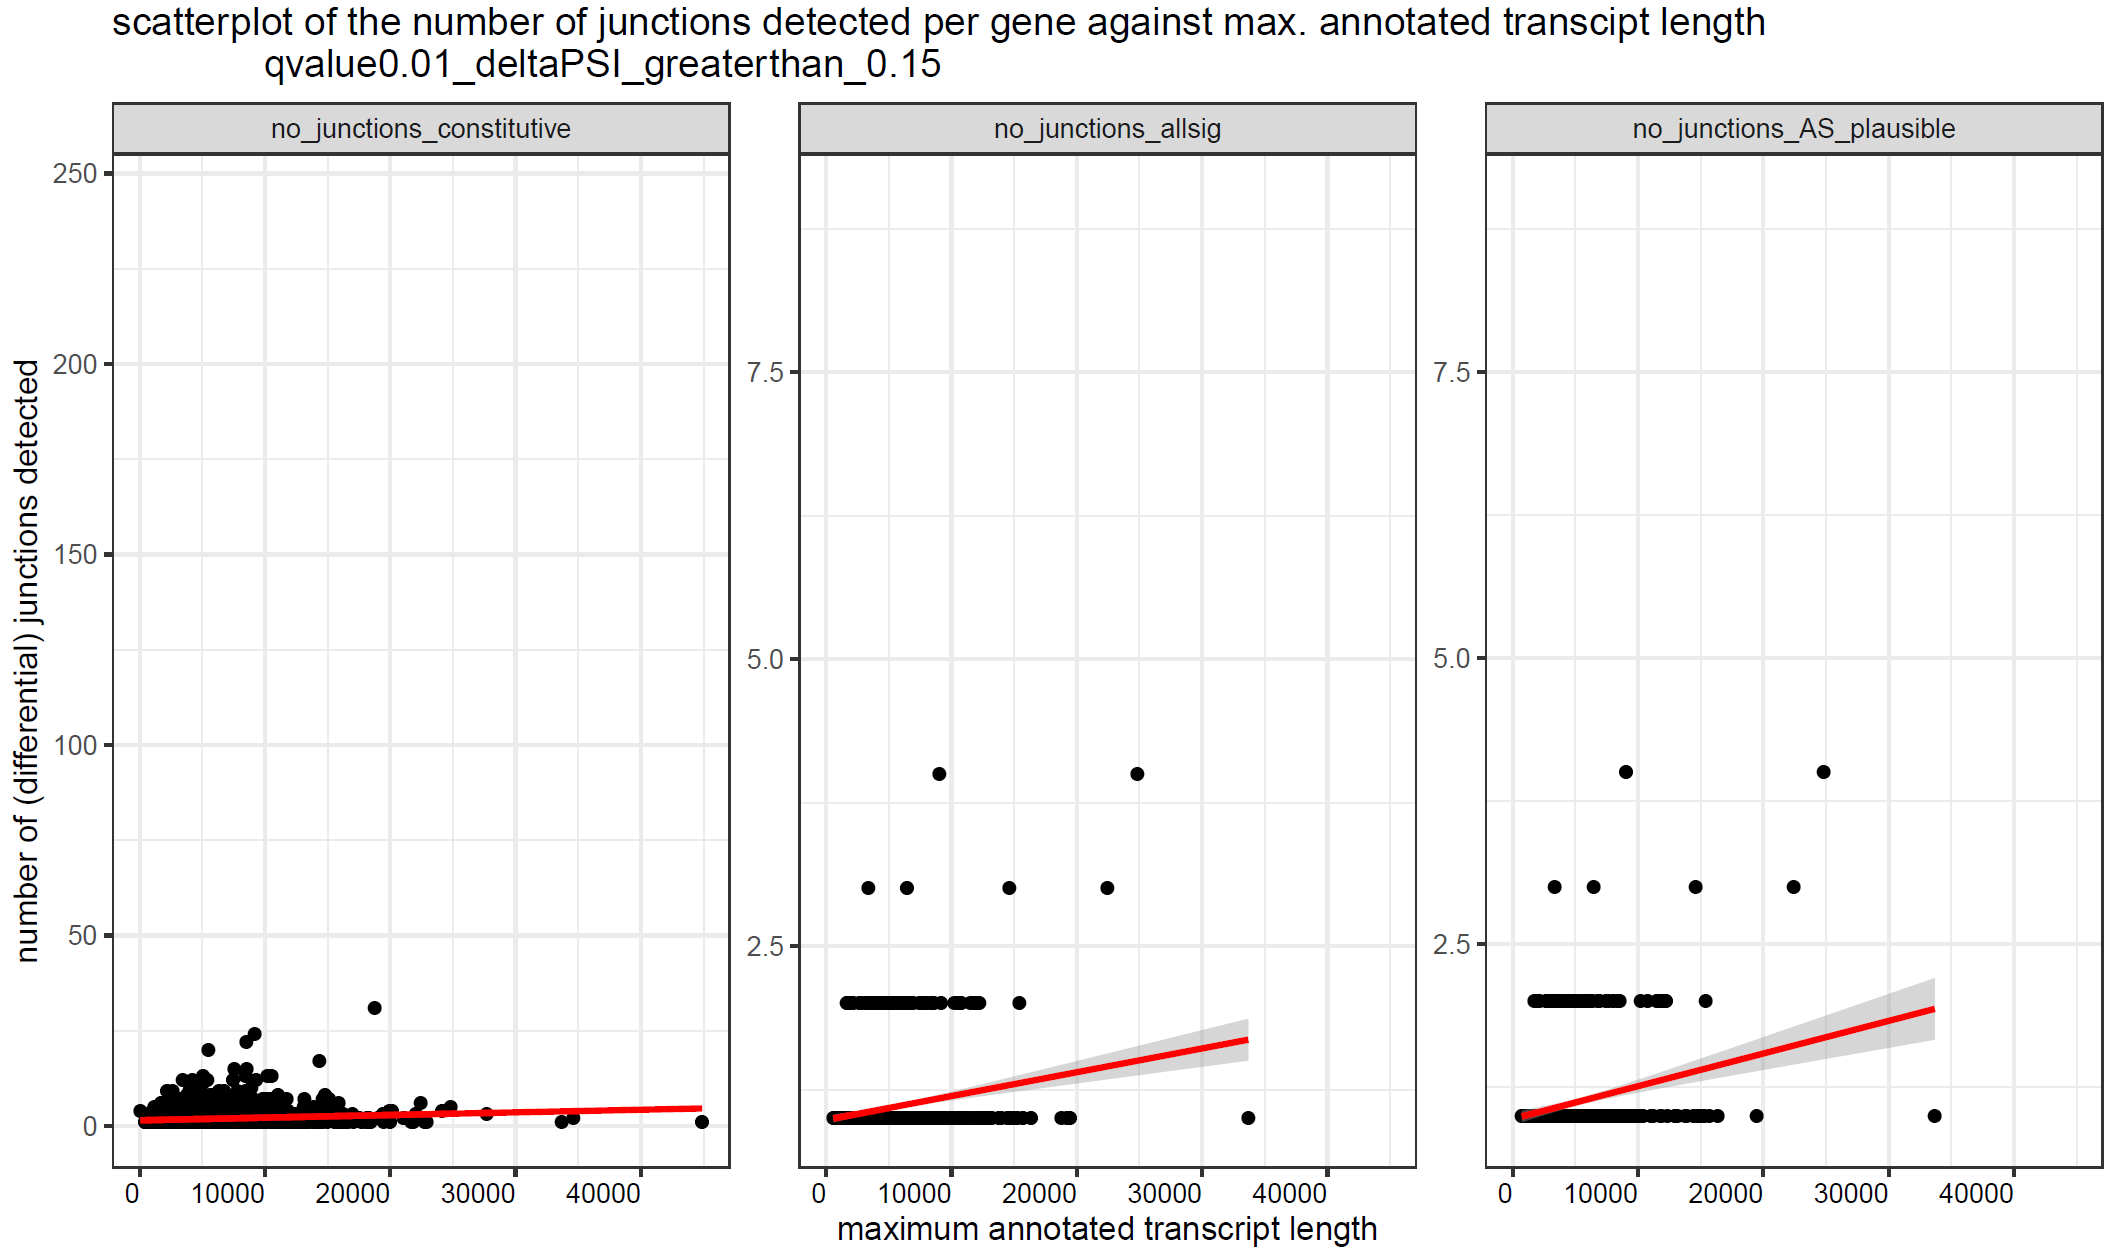 scatterplot of the number of junctions detected per gene against max. annotated transcipt length
qvalue0.01_deltaPSI_greaterthan_0.15
no_junctions_constitutive
no_junctions_allsig
no_junctions_AS_plausible
number of (differential) junctions detected
250
200
150
100
50
0
7.5
5.0
2.5
7.5
5.0
2.5
0 10000 20000 30000 40000
0 10000 20000 30000 40000
0 10000 20000 30000 40000
maximum annotated transcript length